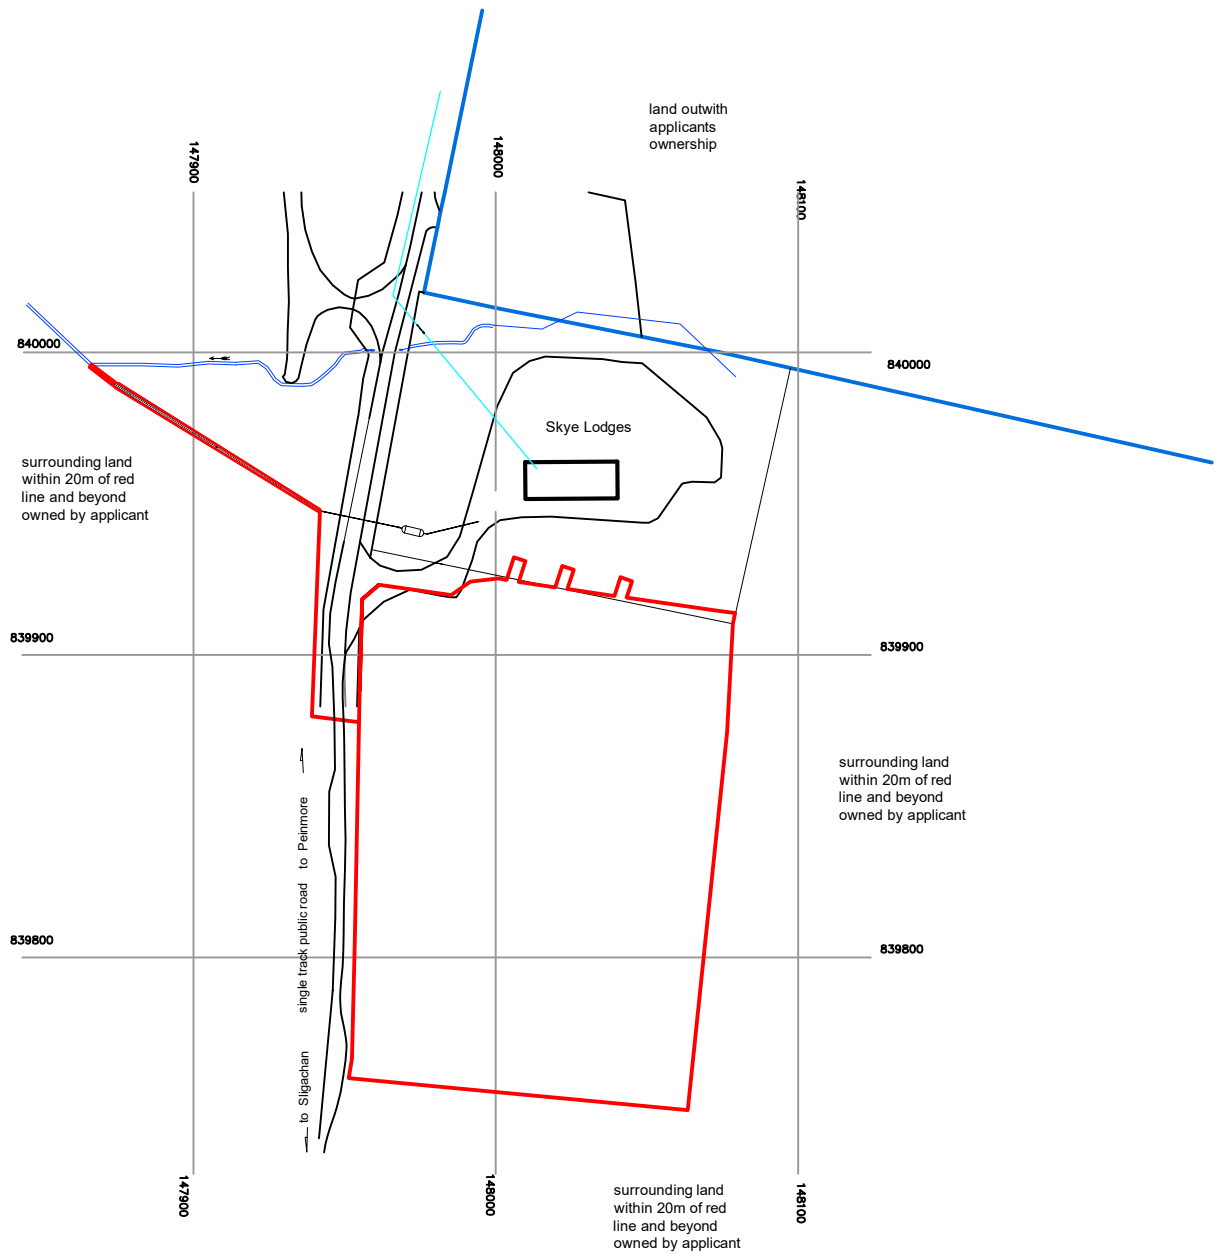 land outwith
applicants
ownership
147900
148000
148100
840000
840000
Skye Lodges
surrounding land
within 20m of red
line and beyond
owned by applicant
839900
839900
surrounding land
within 20m of red
line and beyond
owned by applicant
single track public road to Peinmore
839800
839800
to Sligachan
147900
148000
148100
surrounding land
within 20m of red
line and beyond
owned by applicant